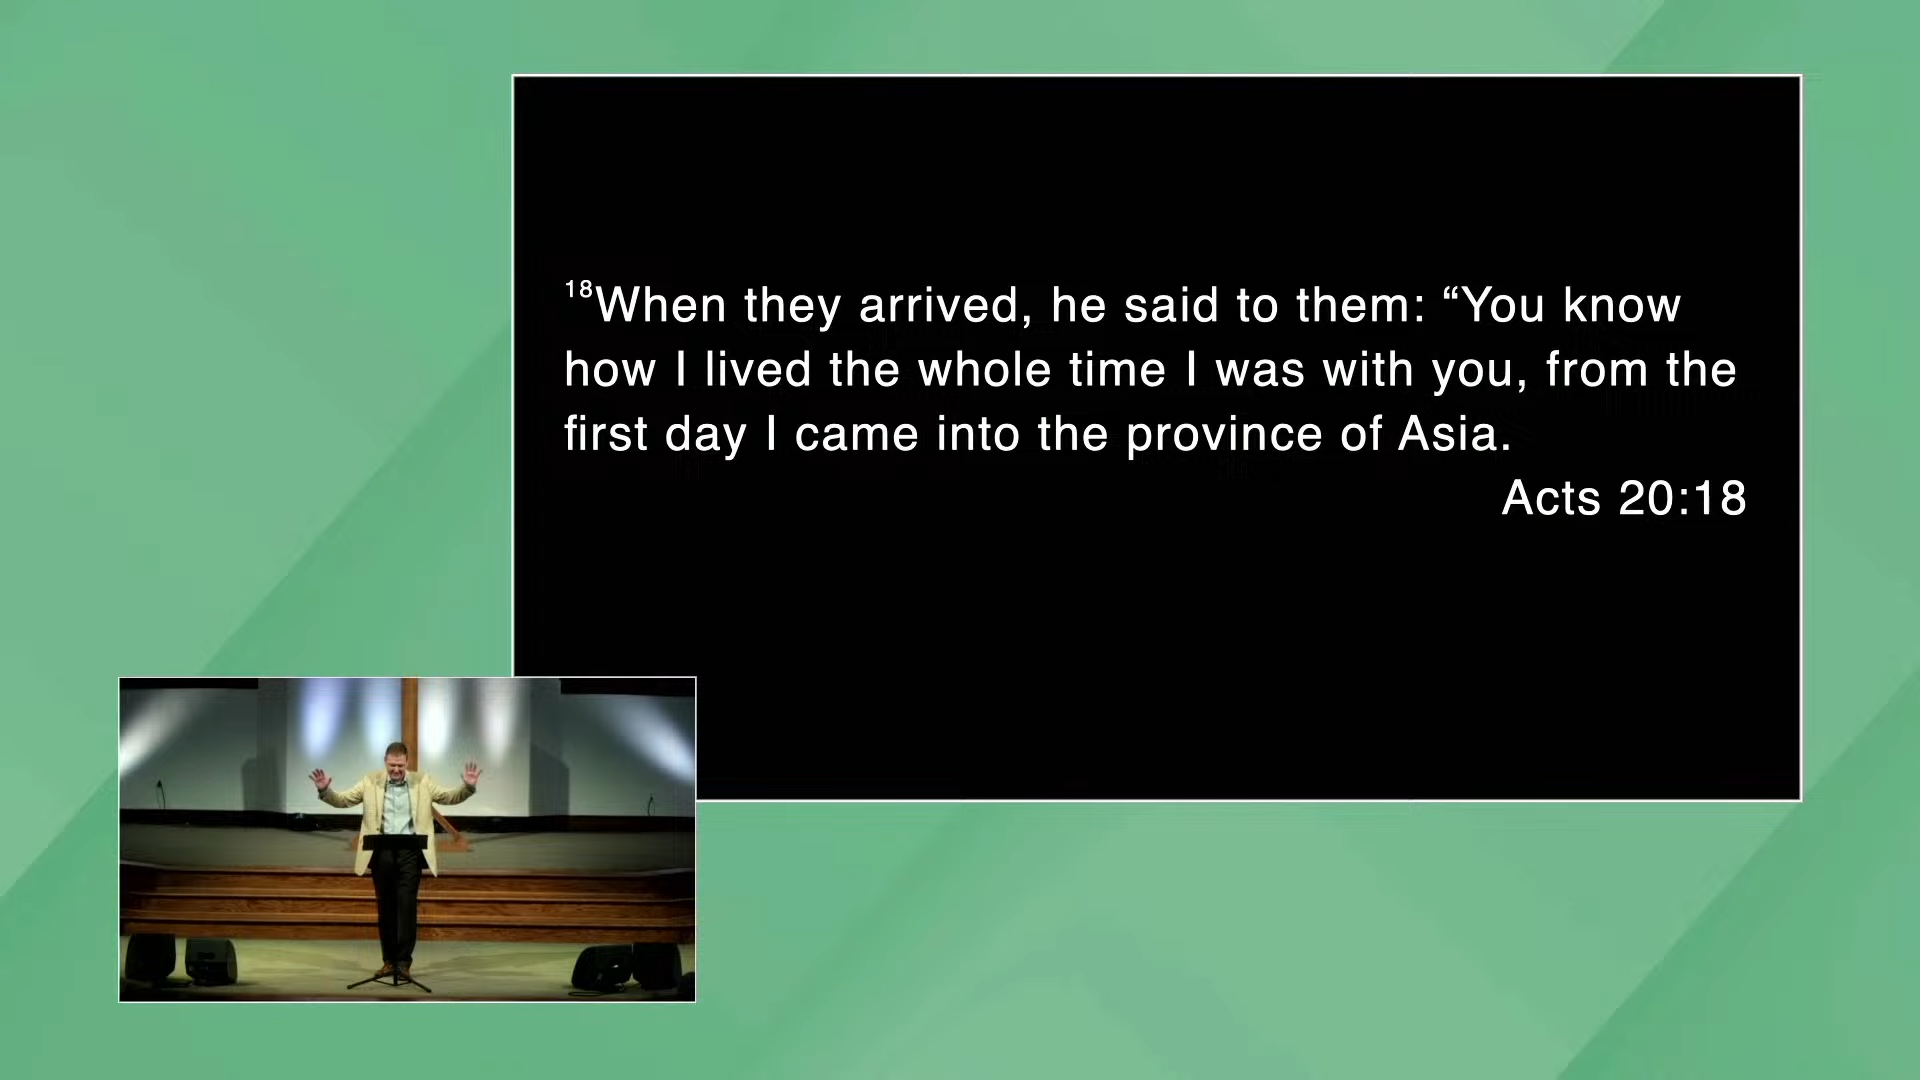 18When they arrived, he said to them: “You know
how I lived the whole time I was with you, from the
first day I came into the province of Asia.
Acts 20:18